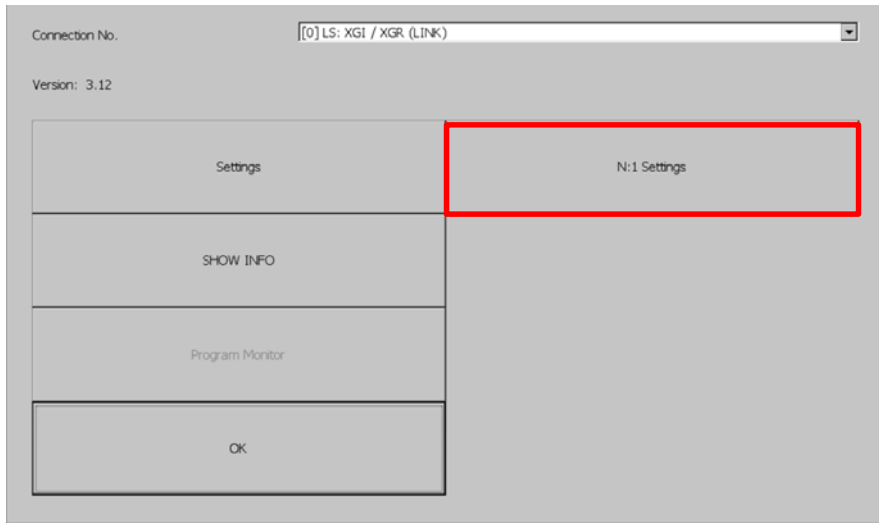 Connection No.
[0] LS: XGI / XGR (LINK)
Version: 3.12
Settings
N:1 Settings
SHOW INFO
Program Monitor
OK